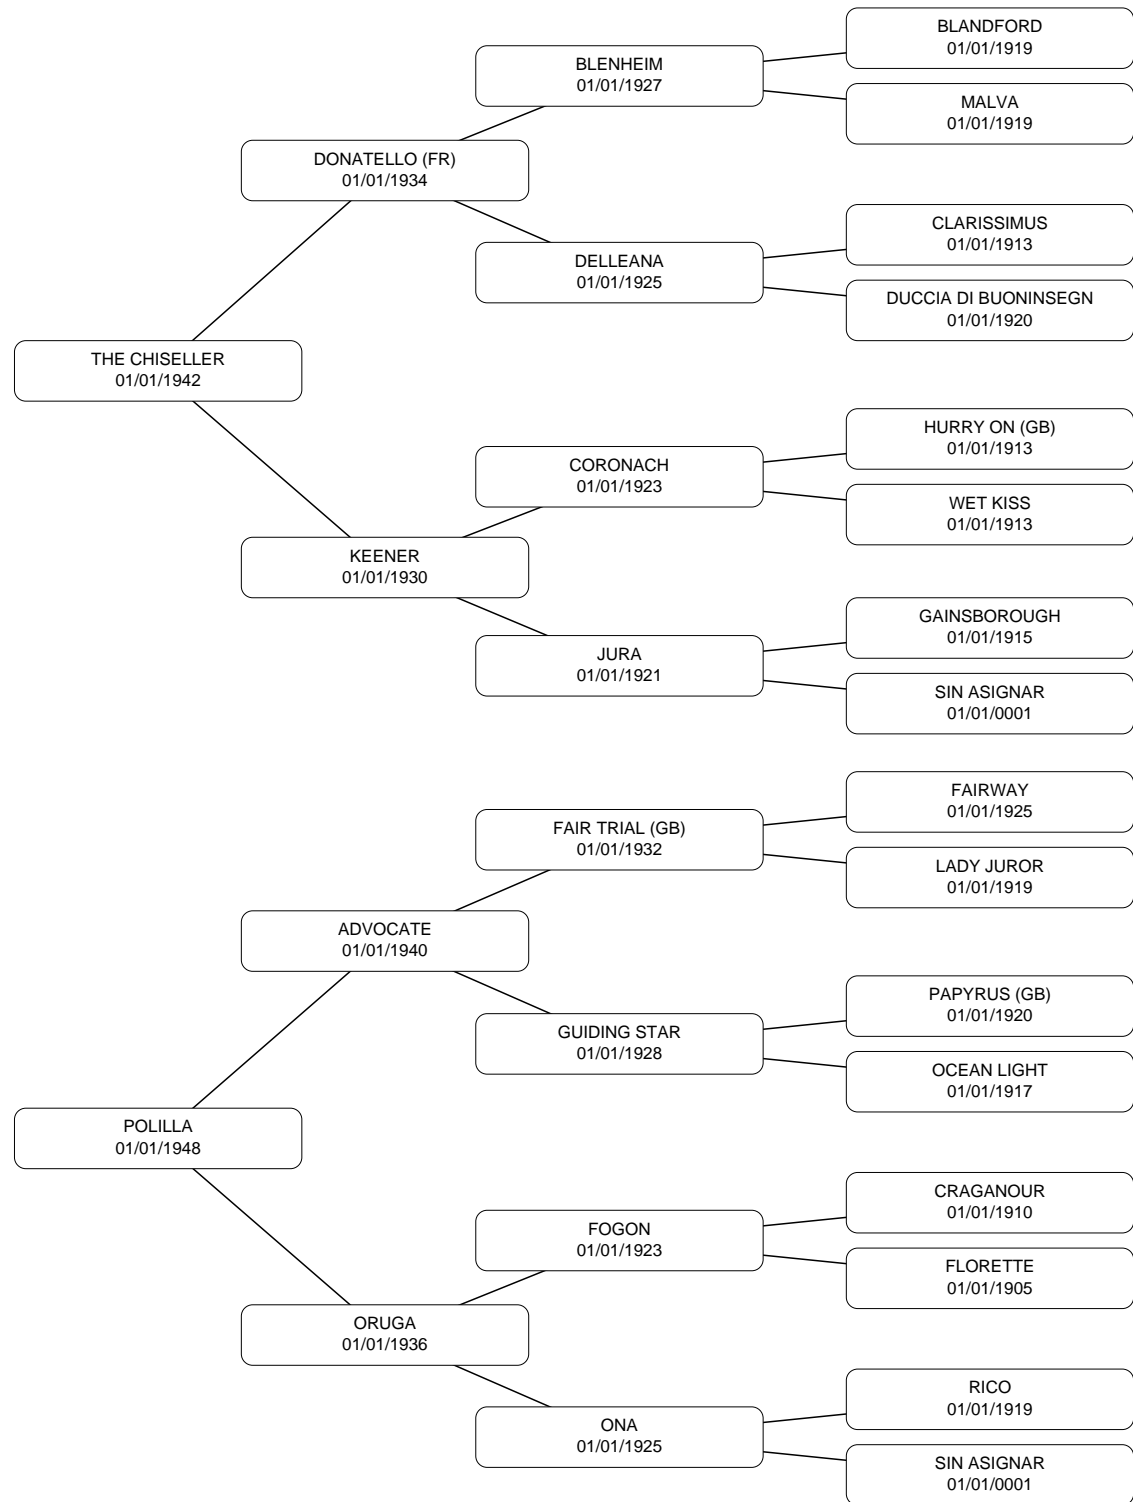 BLANDFORD
01/01/1919
BLENHEIM
01/01/1927
MALVA
01/01/1919
DONATELLO (FR)
01/01/1934
CLARISSIMUS
01/01/1913
DELLEANA
01/01/1925
DUCCIA DI BUONINSEGN
01/01/1920
THE CHISELLER
01/01/1942
HURRY ON (GB)
01/01/1913
CORONACH
01/01/1923
WET KISS
01/01/1913
KEENER
01/01/1930
GAINSBOROUGH
01/01/1915
JURA
01/01/1921
SIN ASIGNAR
01/01/0001
FAIRWAY
01/01/1925
FAIR TRIAL (GB)
01/01/1932
LADY JUROR
01/01/1919
ADVOCATE
01/01/1940
PAPYRUS (GB)
01/01/1920
GUIDING STAR
01/01/1928
OCEAN LIGHT
01/01/1917
POLILLA
01/01/1948
CRAGANOUR
01/01/1910
FOGON
01/01/1923
FLORETTE
01/01/1905
ORUGA
01/01/1936
RICO
01/01/1919
ONA
01/01/1925
SIN ASIGNAR
01/01/0001